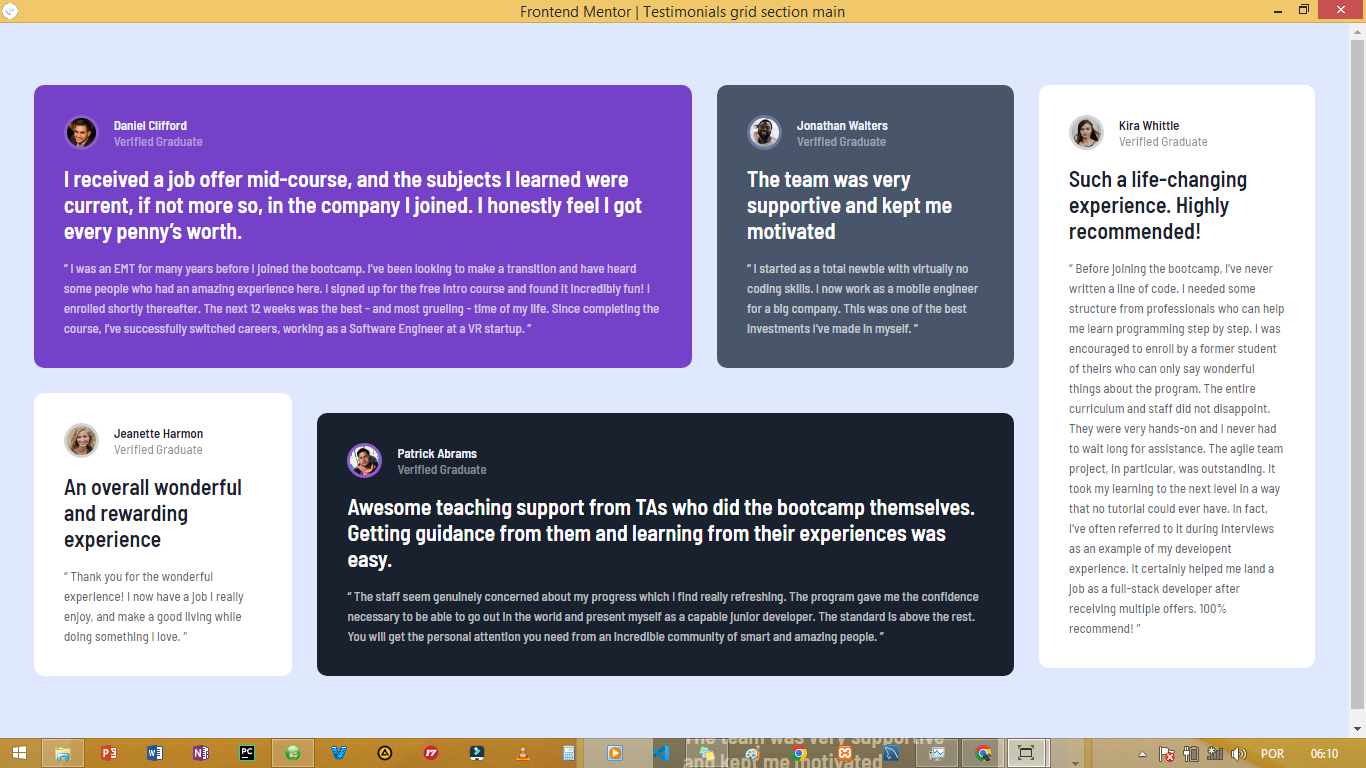 Frontend Mentor | Testimonials grid section main
Daniel Clifford
Verified Graduate
I received a job offer mid-course, and the subjects I learned were
current, if not more so, in the company I joined. I honestly feel I got
every penny’s worth.
“ I was an EMT for many years before I joined the bootcamp. I’ve been looking to make a transition and have heard
some people who had an amazing experience here. I signed up for the free intro course and found it incredibly fun! I
enrolled shortly thereafter. The next 12 weeks was the best - and most grueling - time of my life. Since completing the
course, I’ve successfully switched careers, working as a Software Engineer at a VR startup. ”
Jonathan Walters
Verified Graduate
The team was very
supportive and kept me
motivated
“ I started as a total newbie with virtually no
coding skills. I now work as a mobile engineer
for a big company. This was one of the best
investments I’ve made in myself. ”
Kira Whittle
Verified Graduate
Such a life-changing
experience. Highly
recommended!
“ Before joining the bootcamp, I’ve never
written a line of code. I needed some
structure from professionals who can help
me learn programming step by step. I was
encouraged to enroll by a former student
of theirs who can only say wonderful
things about the program. The entire
curriculum and staff did not disappoint.
They were very hands-on and I never had
to wait long for assistance. The agile team
project, in particular, was outstanding. It
took my learning to the next level in a way
that no tutorial could ever have. In fact,
I’ve often referred to it during interviews
as an example of my developent
experience. It certainly helped me land a
job as a full-stack developer after
receiving multiple offers. 100%
recommend! ”
Jeanette Harmon
Verified Graduate
An overall wonderful
and rewarding
experience
“ Thank you for the wonderful
experience! I now have a job I really
enjoy, and make a good living while
doing something I love. ”
Patrick Abrams
Verified Graduate
Awesome teaching support from TAs who did the bootcamp themselves.
Getting guidance from them and learning from their experiences was
easy.
“ The staff seem genuinely concerned about my progress which I find really refreshing. The program gave me the confidence
necessary to be able to go out in the world and present myself as a capable junior developer. The standard is above the rest.
You will get the personal attention you need from an incredible community of smart and amazing people. ”
The team was very supportive
and kept me motivated
POR
06:10